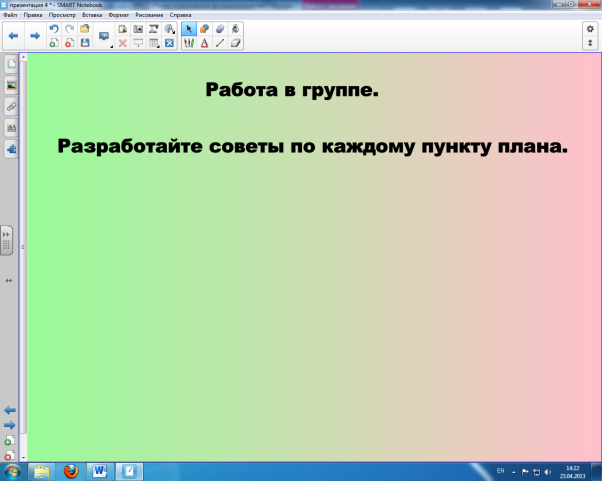 презентация 4 * - SMART Notebook
Файл Правка Просмотр Вставка Формат Рисование Справка
Работа в группе.
Разработайте советы по каждому пункту плана.
EN
14:22
23.04.2013